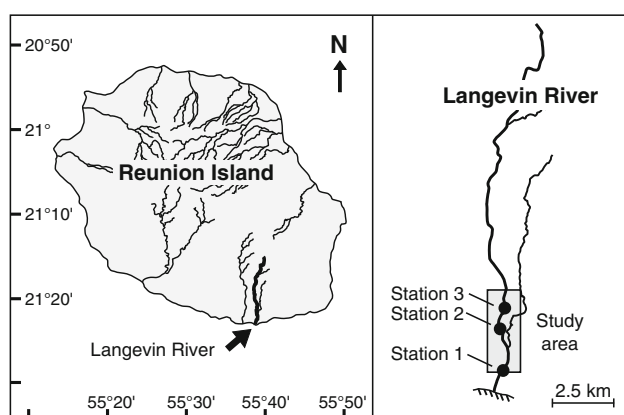 20°50'
21°
21°10'
21°20'
N
Reunion Island
Langevin River
55°20'
55°30'
55°40'
55°50'
Langevin River
Station 3
Station 2
Station 1
Study
area
2.5 km